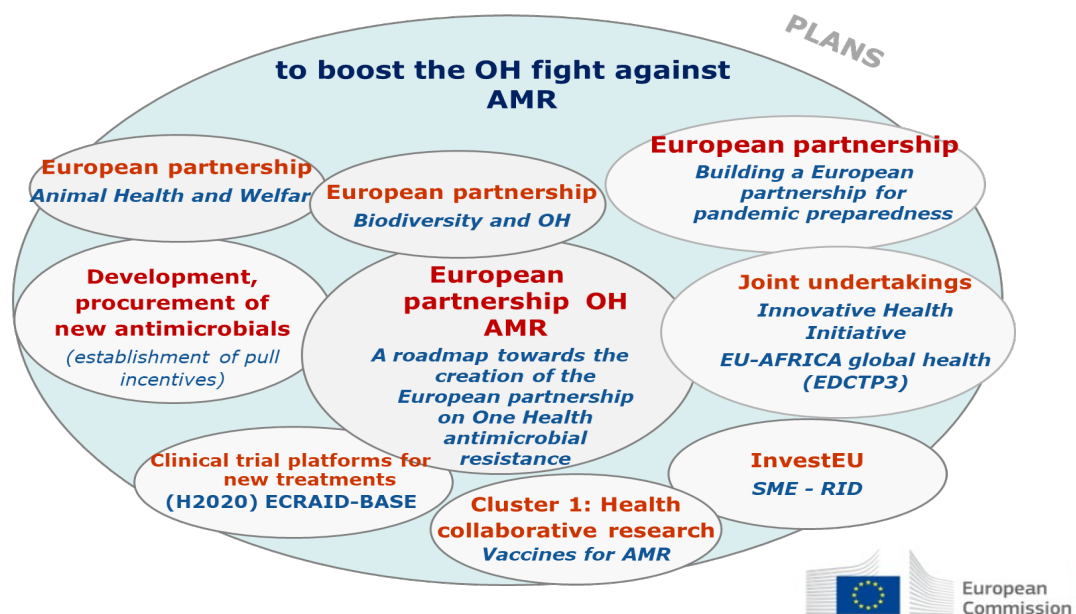 PLANS
to boost the OH fight against
AMR
European partnership
Animal Health and Welfar
European partnership
Biodiversity and OH
European partnership
Building a European
partnership for
pandemic preparedness
Development,
procurement of
new antimicrobials
(establishment of pull
incentives)
European
partnership OH
AMR
A roadmap towards the
creation of the
European partnership
on One Health
antimicrobial
resistance
Joint undertakings
Innovative Health
Initiative
EU-AFRICA global health
(EDCTP3)
Clinical trial platforms for
new treatments
(H2020) ECRAID-BASE
Cluster 1: Health
collaborative research
Vaccines for AMR
InvestEU
SME - RID
European
Commission